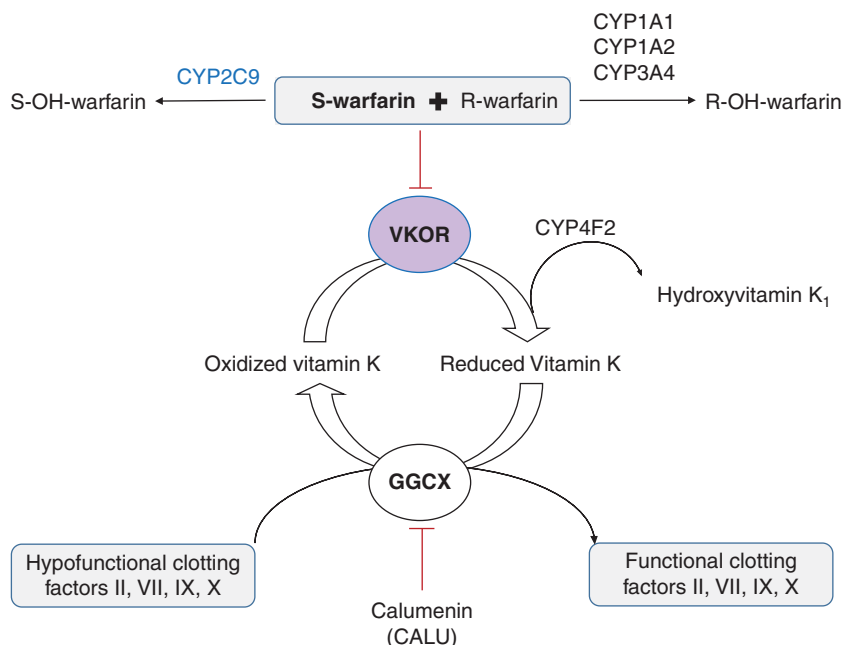 CYP1A1
CYP1A2
CYP3A4
CYP2C9
S-OH-warfarin
S-warfarin + R-warfarin
R-OH-warfarin
VKOR
CYP4F2
Hydroxyvitamin K₁
Oxidized vitamin K
Reduced Vitamin K
GGCX
Hypofunctional clotting
factors II, VII, IX, X
Functional clotting
factors II, VII, IX, X
Calumenin
(CALU)